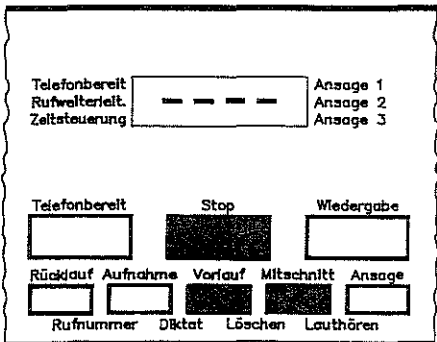 Telefonbereit Ansage 1
Rufweiterleit. – – – – Ansage 2
Zeitsteuerung Ansage 3
Telefonbereit Stop Wiedergabe
Rücklauf Aufnahme Vorlauf Mitschnitt Ansage
Rufnummer Diktat Löschen Lauthören